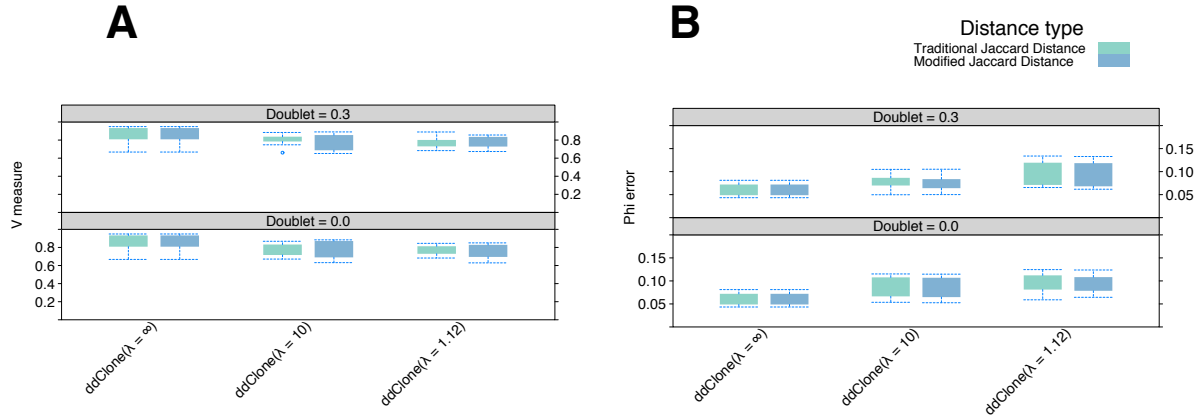 A
B
Distance type
Traditional Jaccard Distance
Modified Jaccard Distance
Doublet = 0.3
V measure
0.8
0.6
0.4
0.2
Doublet = 0.0
0.8
0.6
0.4
0.2
ddClone(λ = ∞)
ddClone(λ = 10)
ddClone(λ = 1.12)
Doublet = 0.3
Phi error
0.15
0.10
0.05
Doublet = 0.0
0.15
0.10
0.05
ddClone(λ = ∞)
ddClone(λ = 10)
ddClone(λ = 1.12)